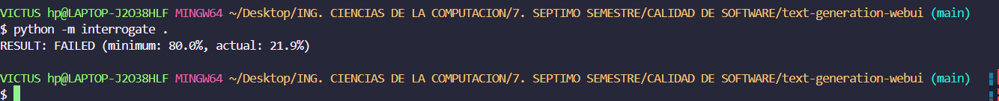 VICTUS hp@LAPTOP-J2O38HLF MINGW64 ~/Desktop/ING. CIENCIAS DE LA COMPUTACION/7. SEPTIMO SEMESTRE/CALIDAD DE SOFTWARE/text-generation-webui (main)
$ python -m interrogate .
RESULT: FAILED (minimum: 80.0%, actual: 21.9%)
VICTUS hp@LAPTOP-J2O38HLF MINGW64 ~/Desktop/ING. CIENCIAS DE LA COMPUTACION/7. SEPTIMO SEMESTRE/CALIDAD DE SOFTWARE/text-generation-webui (main)
$